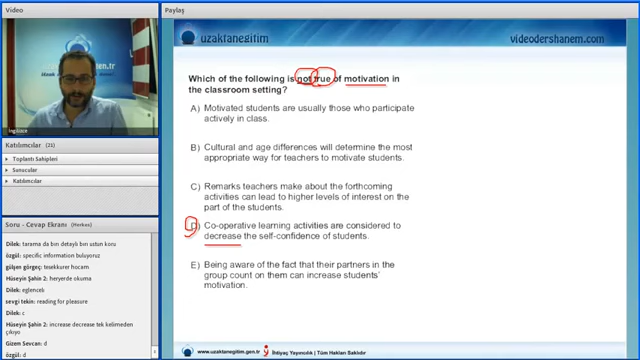 Video
Paylaş
uzaktanegitim
videodershanem.com
Which of the following is not true of motivation in
the classroom setting?
A) Motivated students are usually those who participate
actively in class.
B) Cultural and age differences will determine the most
appropriate way for teachers to motivate students.
C) Remarks teachers make about the forthcoming
activities can lead to higher levels of interest on the
part of the students.
D) Co-operative learning activities are considered to
decrease the self-confidence of students.
E) Being aware of the fact that their partners in the
group count on them can increase students'
motivation.
uzaktanegitim
İngilizce
Katılımcılar (21)
Toplantı Sahipleri
Sunucular
Katılımcılar
Soru - Cevap Ekranı (Herkes)
Dilek: tarama da bın detaylı bın ustun koru
özgül: specific information buluyoruz
gülşen görgeç: tesekkurer hocam
Hüseyin Şahin 2: heryerde okuma
Dilek: eglenceb
sevgi tekin: reading for pleasure
Dilek: c
Hüseyin Şahin 2: increase decrease tek kelimeden
çıkıyo
Gizem Sevcan: d
özgül: d
www.uzaktanegitim.gen.tr
İhtiyaç Yayıncılık | Tüm Hakları Saklıdır